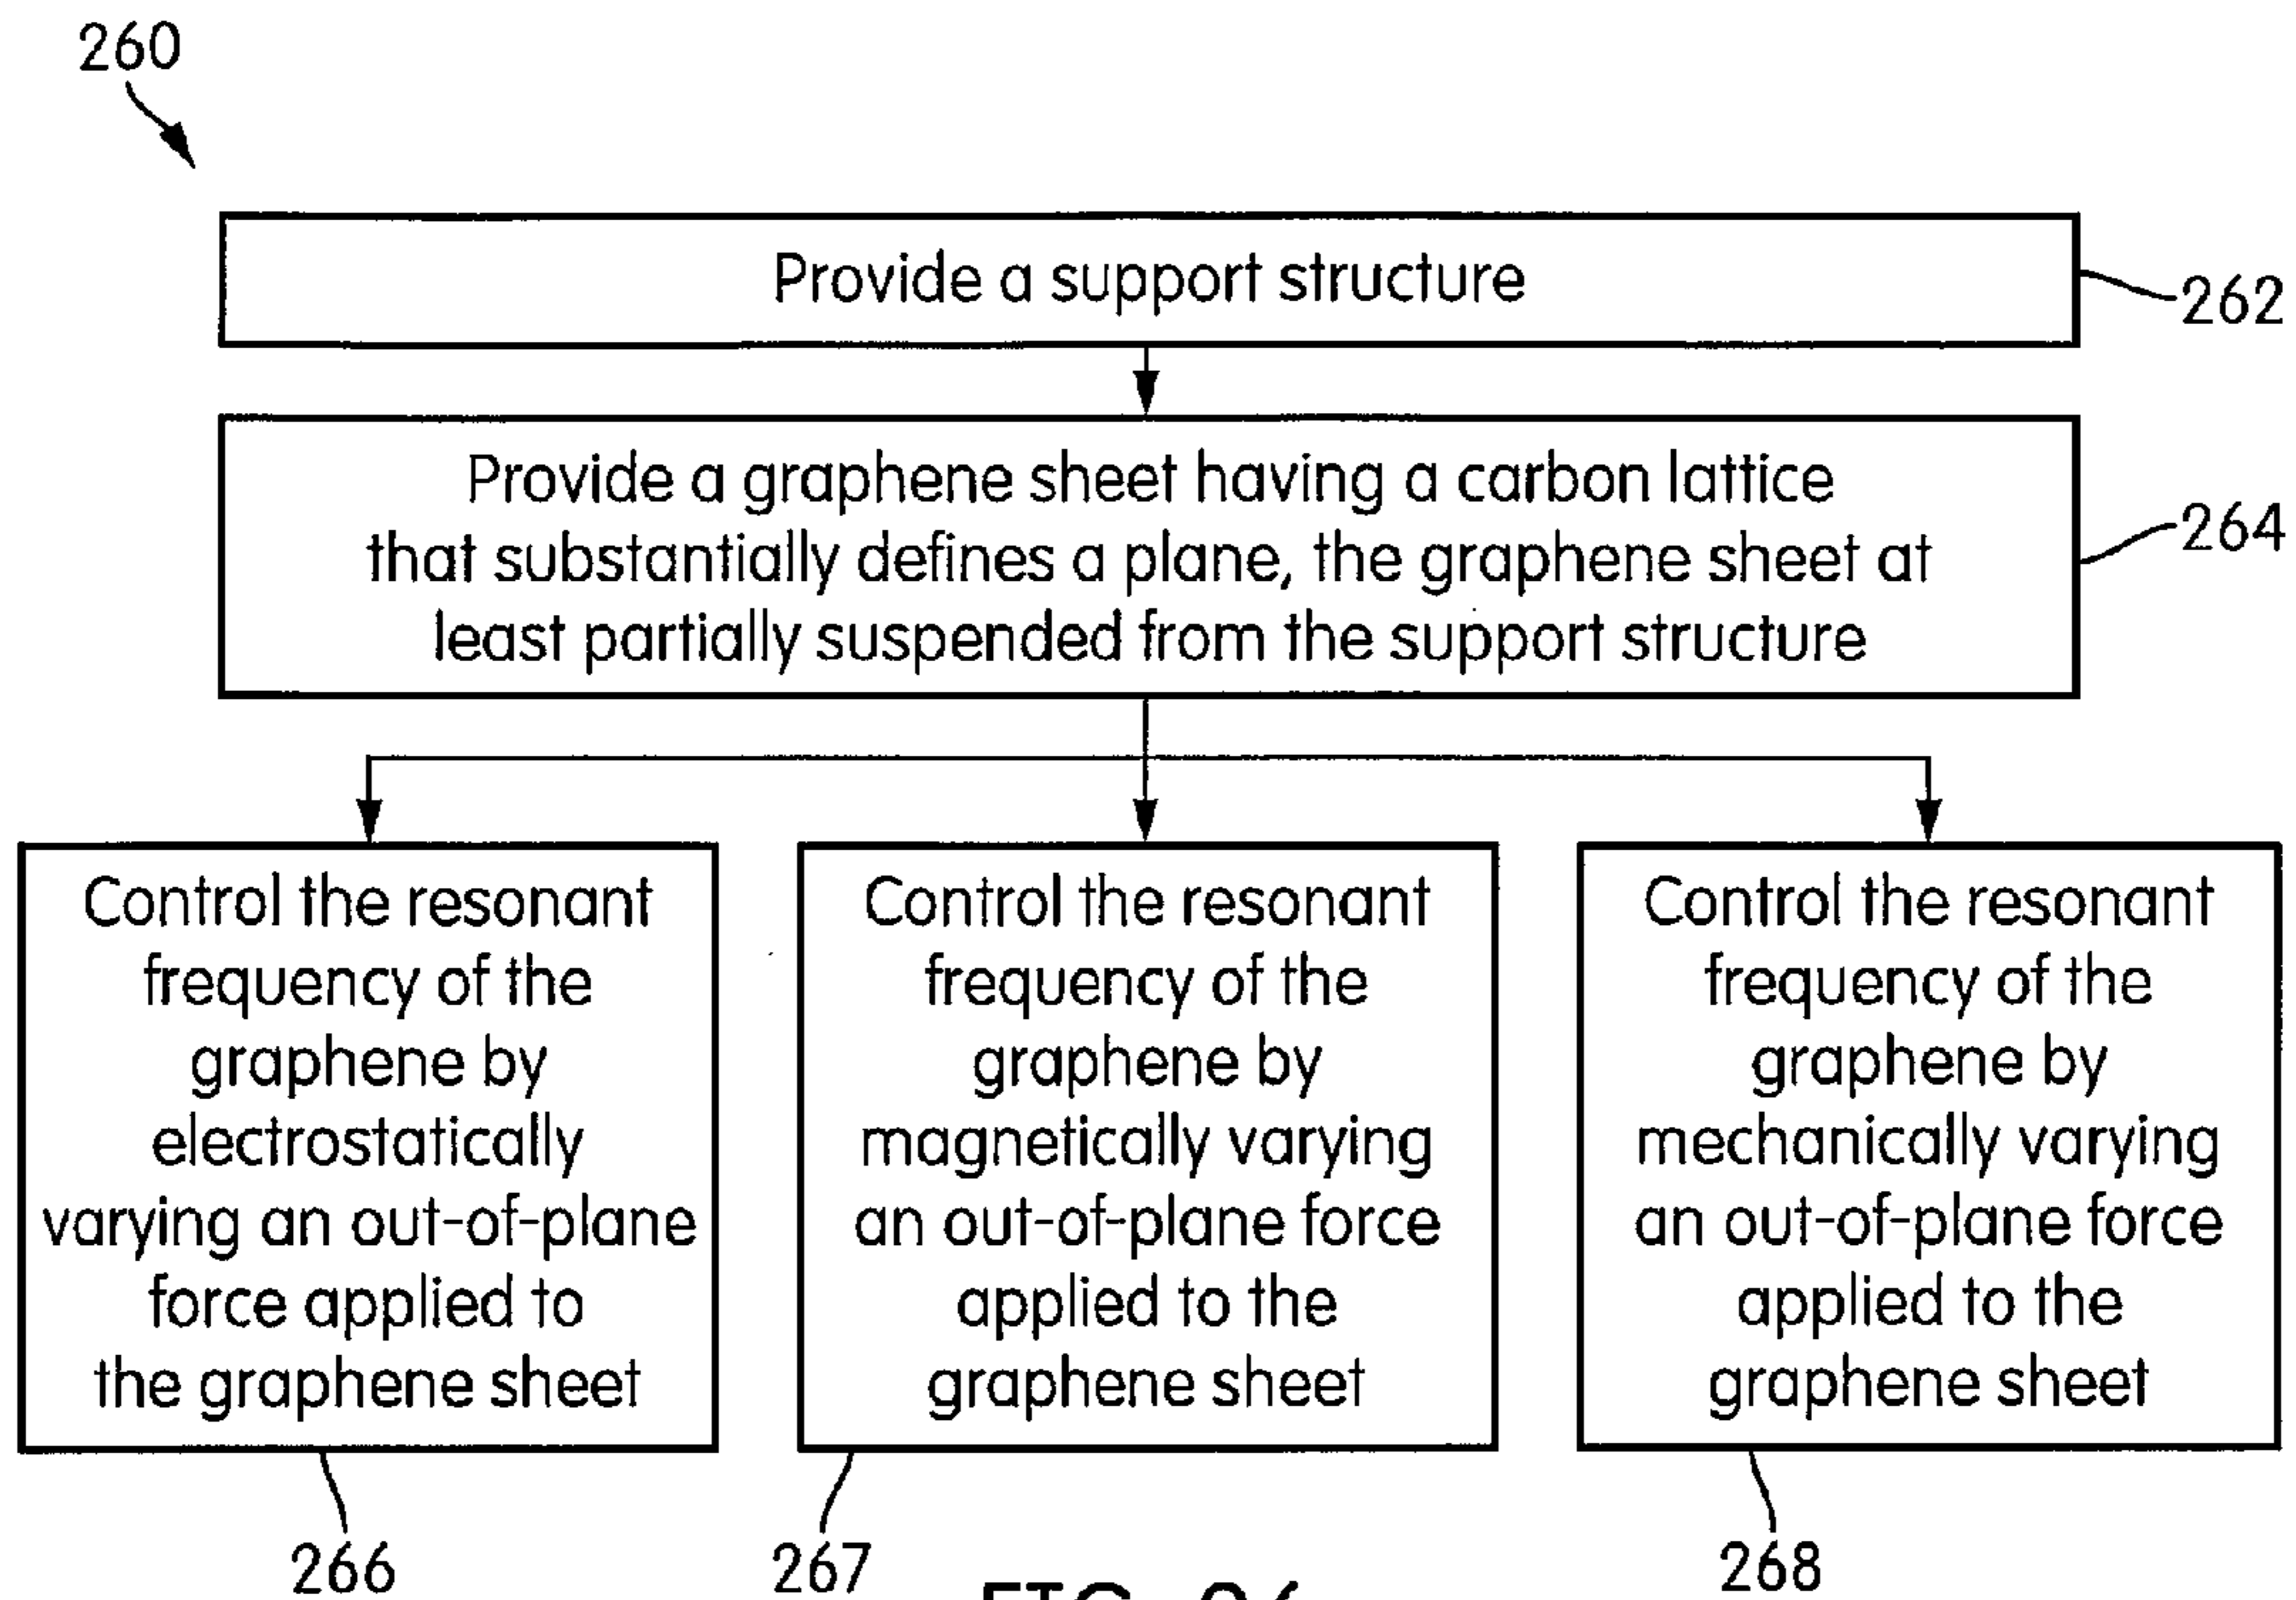 260
Provide a support structure
262
Provide a graphene sheet having a carbon lattice
that substantially defines a plane, the graphene sheet at
least partially suspended from the support structure
264
Control the resonant
frequency of the
graphene by
electrostatically
varying an out-of-plane
force applied to
the graphene sheet
266
Control the resonant
frequency of the
graphene by
magnetically varying
an out-of-plane force
applied to the
graphene sheet
267
Control the resonant
frequency of the
graphene by
mechanically varying
an out-of-plane force
applied to the
graphene sheet
268